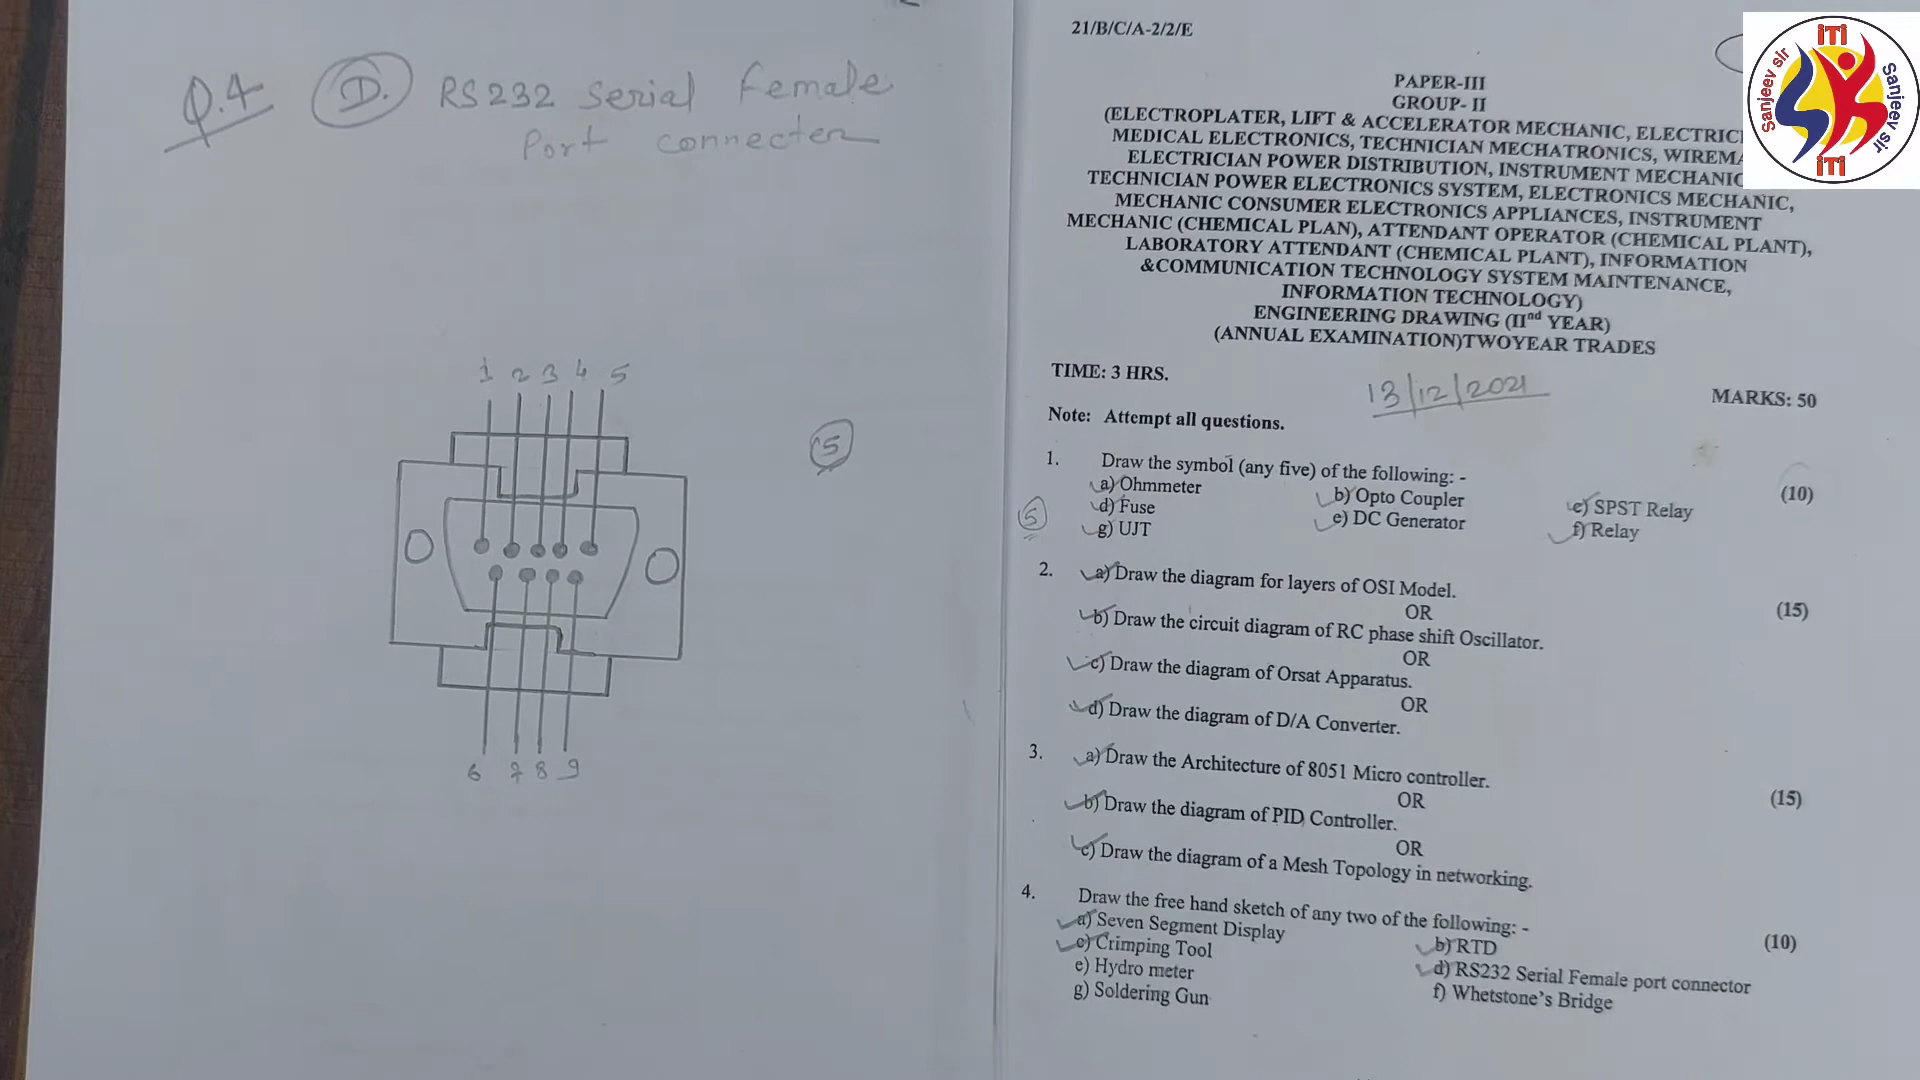 Q.4 D. RS232 Serial Female
Port connecter
1 2 3 4 5
5
6 7 8 9
21/B/C/A-2/2/E
PAPER-III
GROUP- II
(ELECTROPLATER, LIFT & ACCELERATOR MECHANIC,
MEDICAL ELECTRONICS, TECHNICIAN MECHATRONICS,
ELECTRICIAN POWER DISTRIBUTION, INSTRUMENT
TECHNICIAN POWER ELECTRONICS SYSTEM, ELECTRONICS MECHANIC,
MECHANIC CONSUMER ELECTRONICS APPLIANCES, INSTRUMENT
MECHANIC (CHEMICAL PLAN), ATTENDANT OPERATOR (CHEMICAL PLANT),
LABORATORY ATTENDANT (CHEMICAL PLANT), INFORMATION
&COMMUNICATION TECHNOLOGY SYSTEM MAINTENANCE,
INFORMATION TECHNOLOGY)
ENGINEERING DRAWING (IInd YEAR)
(ANNUAL EXAMINATION)TWOYEAR TRADES
TIME: 3 HRS.
13/12/2021
MARKS: 50
Note: Attempt all questions.
1. Draw the symbol (any five) of the following: - (10)
a) Ohmmeter b) Opto Coupler c) SPST Relay
5 d) Fuse e) DC Generator f) Relay
g) UJT
2. a) Draw the diagram for layers of OSI Model. (15)
OR
b) Draw the circuit diagram of RC phase shift Oscillator.
OR
c) Draw the diagram of Orsat Apparatus.
OR
d) Draw the diagram of D/A Converter.
3. a) Draw the Architecture of 8051 Micro controller. (15)
OR
b) Draw the diagram of PID Controller.
OR
c) Draw the diagram of a Mesh Topology in networking.
4. Draw the free hand sketch of any two of the following: - (10)
a) Seven Segment Display b) RTD
c) Crimping Tool d) RS232 Serial Female port connector
e) Hydro meter f) Whetstone's Bridge
g) Soldering Gun
iTi
Sanjeev sir
Sanjeev sir
iTi